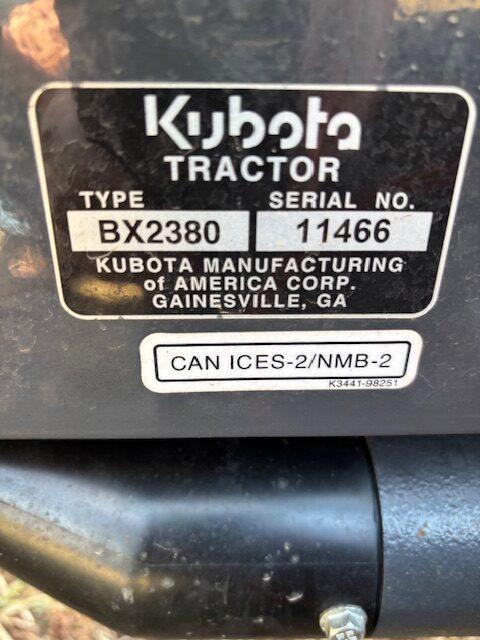 Kubota
TRACTOR
TYPE SERIAL NO.
BX2380 11466
KUBOTA MANUFACTURING
of AMERICA CORP.
GAINESVILLE, GA
CAN ICES-2/NMB-2
K3441-98251